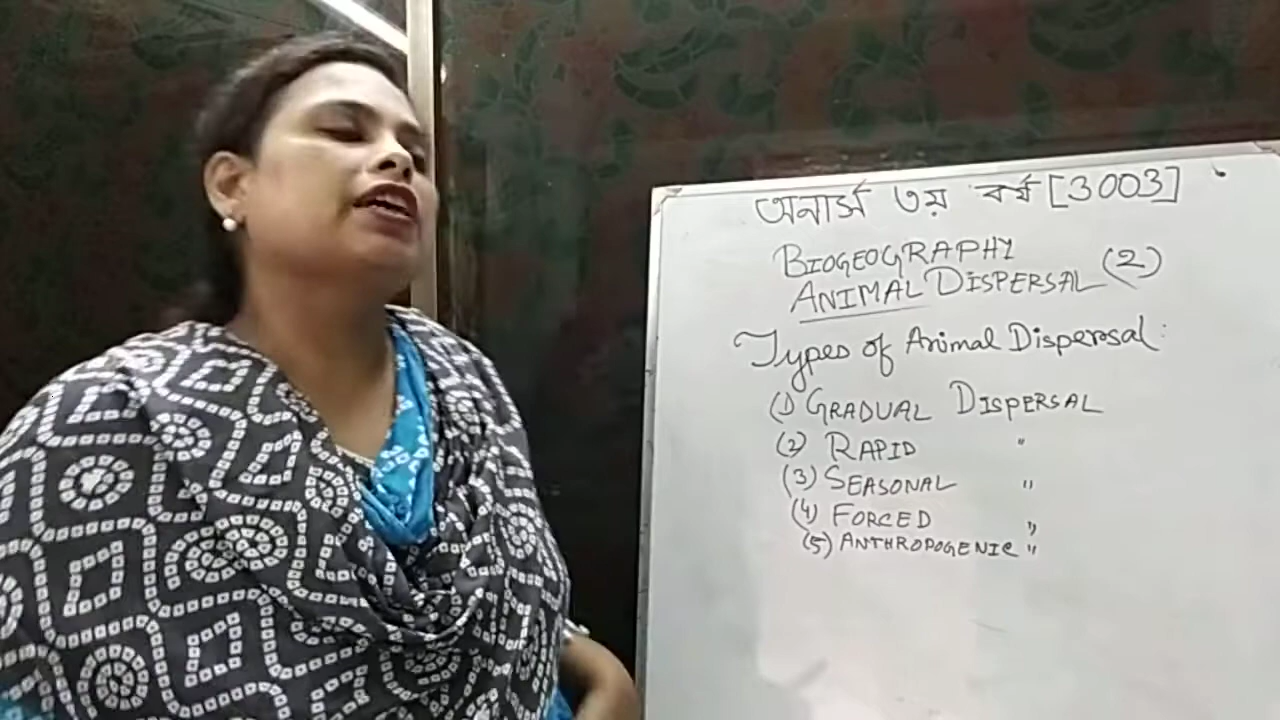 অনার্স ৩য় বর্ষ [3003]
BIOGEOGRAPHY
ANIMAL DISPERSAL (2)
Types of Animal Dispersal:
(1) GRADUAL DISPERSAL
(2) RAPID "
(3) SEASONAL "
(4) FORCED "
(5) ANTHROPOGENIC "